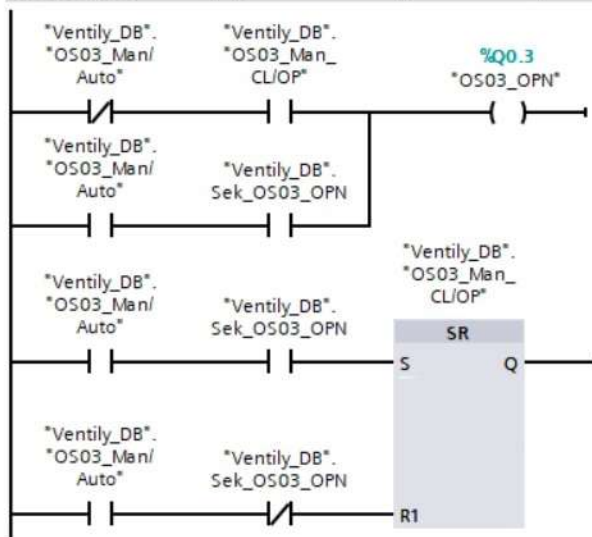 "Ventily_DB".
"OS03_Man/
Auto"
"Ventily_DB".
"OS03_Man_
CL/OP"
%Q0.3
"OS03_OPN"
"Ventily_DB".
"OS03_Man/
Auto"
"Ventily_DB".
Sek_OS03_OPN
"Ventily_DB".
"OS03_Man_
CL/OP"
"Ventily_DB".
"OS03_Man/
Auto"
"Ventily_DB".
Sek_OS03_OPN
SR
S
Q
"Ventily_DB".
"OS03_Man/
Auto"
"Ventily_DB".
Sek_OS03_OPN
R1